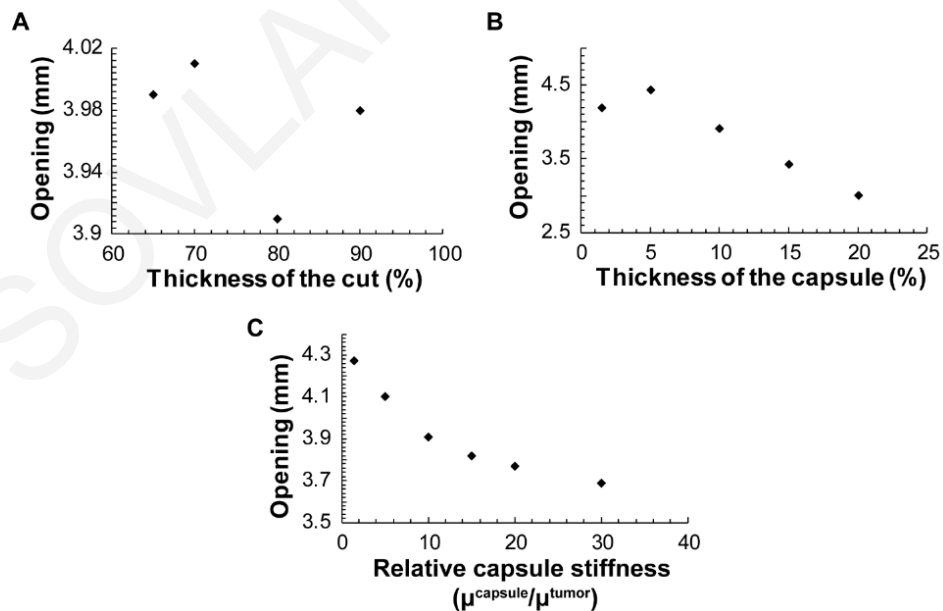 A
4.02
3.98
3.94
3.9
Opening (mm)
60 70 80 90 100
Thickness of the cut (%)
B
4.5
3.5
2.5
Opening (mm)
0 5 10 15 20 25
Thickness of the capsule (%)
C
4.3
4.1
3.9
3.7
3.5
Opening (mm)
0 10 20 30 40
Relative capsule stiffness
(μcapsule/μtumor)
SOVLA